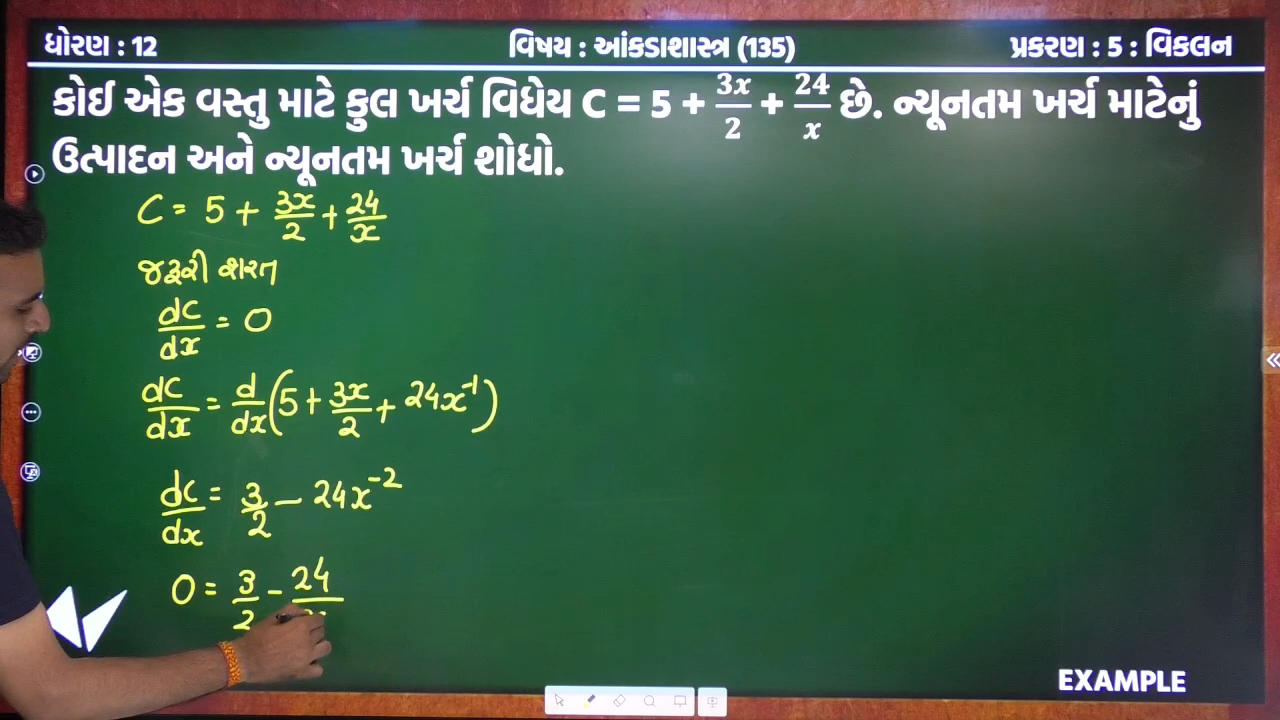 ધોરણ : 12 વિષય : આંકડાશાસ્ત્ર (135) પ્રકરણ : 5 : વિકલન
કોઈ એક વસ્તુ માટે કુલ ખર્ચ વિધેય C = 5 + 3x/2 + 24/x છે. ન્યૂનતમ ખર્ચ માટેનું
ઉત્પાદન અને ન્યૂનતમ ખર્ચ શોધો.
C = 5 + 3x/2 + 24/x
જરૂરી શરત
dc/dx = 0
dc/dx = d/dx (5 + 3x/2 + 24x⁻¹)
dc/dx = 3/2 - 24x⁻²
0 = 3/2 - 24/
EXAMPLE